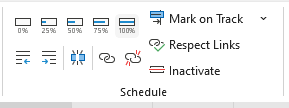 0% 25% 50% 75% 100%
Mark on Track
Respect Links
Inactivate
Schedule